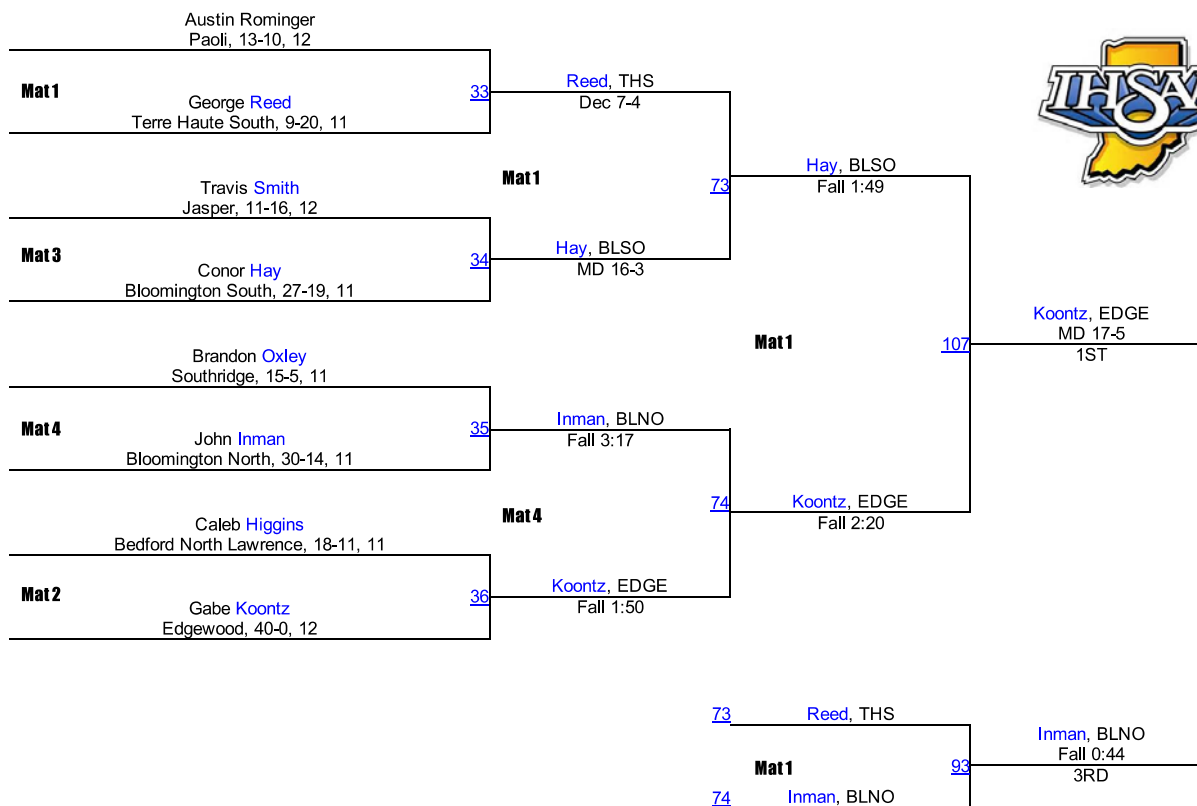 Austin Rominger
Paoli, 13-10, 12
Mat 1
33
George Reed
Terre Haute South, 9-20, 11
Reed, THS
Dec 7-4
IHSAA
Travis Smith
Jasper, 11-16, 12
Mat 1
73
Hay, BLSO
Fall 1:49
Mat 3
34
Conor Hay
Bloomington South, 27-19, 11
Hay, BLSO
MD 16-3
Mat 1
107
Koontz, EDGE
MD 17-5
1ST
Brandon Oxley
Southridge, 15-5, 11
Mat 4
35
John Inman
Bloomington North, 30-14, 11
Inman, BLNO
Fall 3:17
Mat 4
74
Koontz, EDGE
Fall 2:20
Caleb Higgins
Bedford North Lawrence, 18-11, 11
Mat 2
36
Gabe Koontz
Edgewood, 40-0, 12
Koontz, EDGE
Fall 1:50
73
Reed, THS
Mat 1
93
Inman, BLNO
Fall 0:44
3RD
74
Inman, BLNO